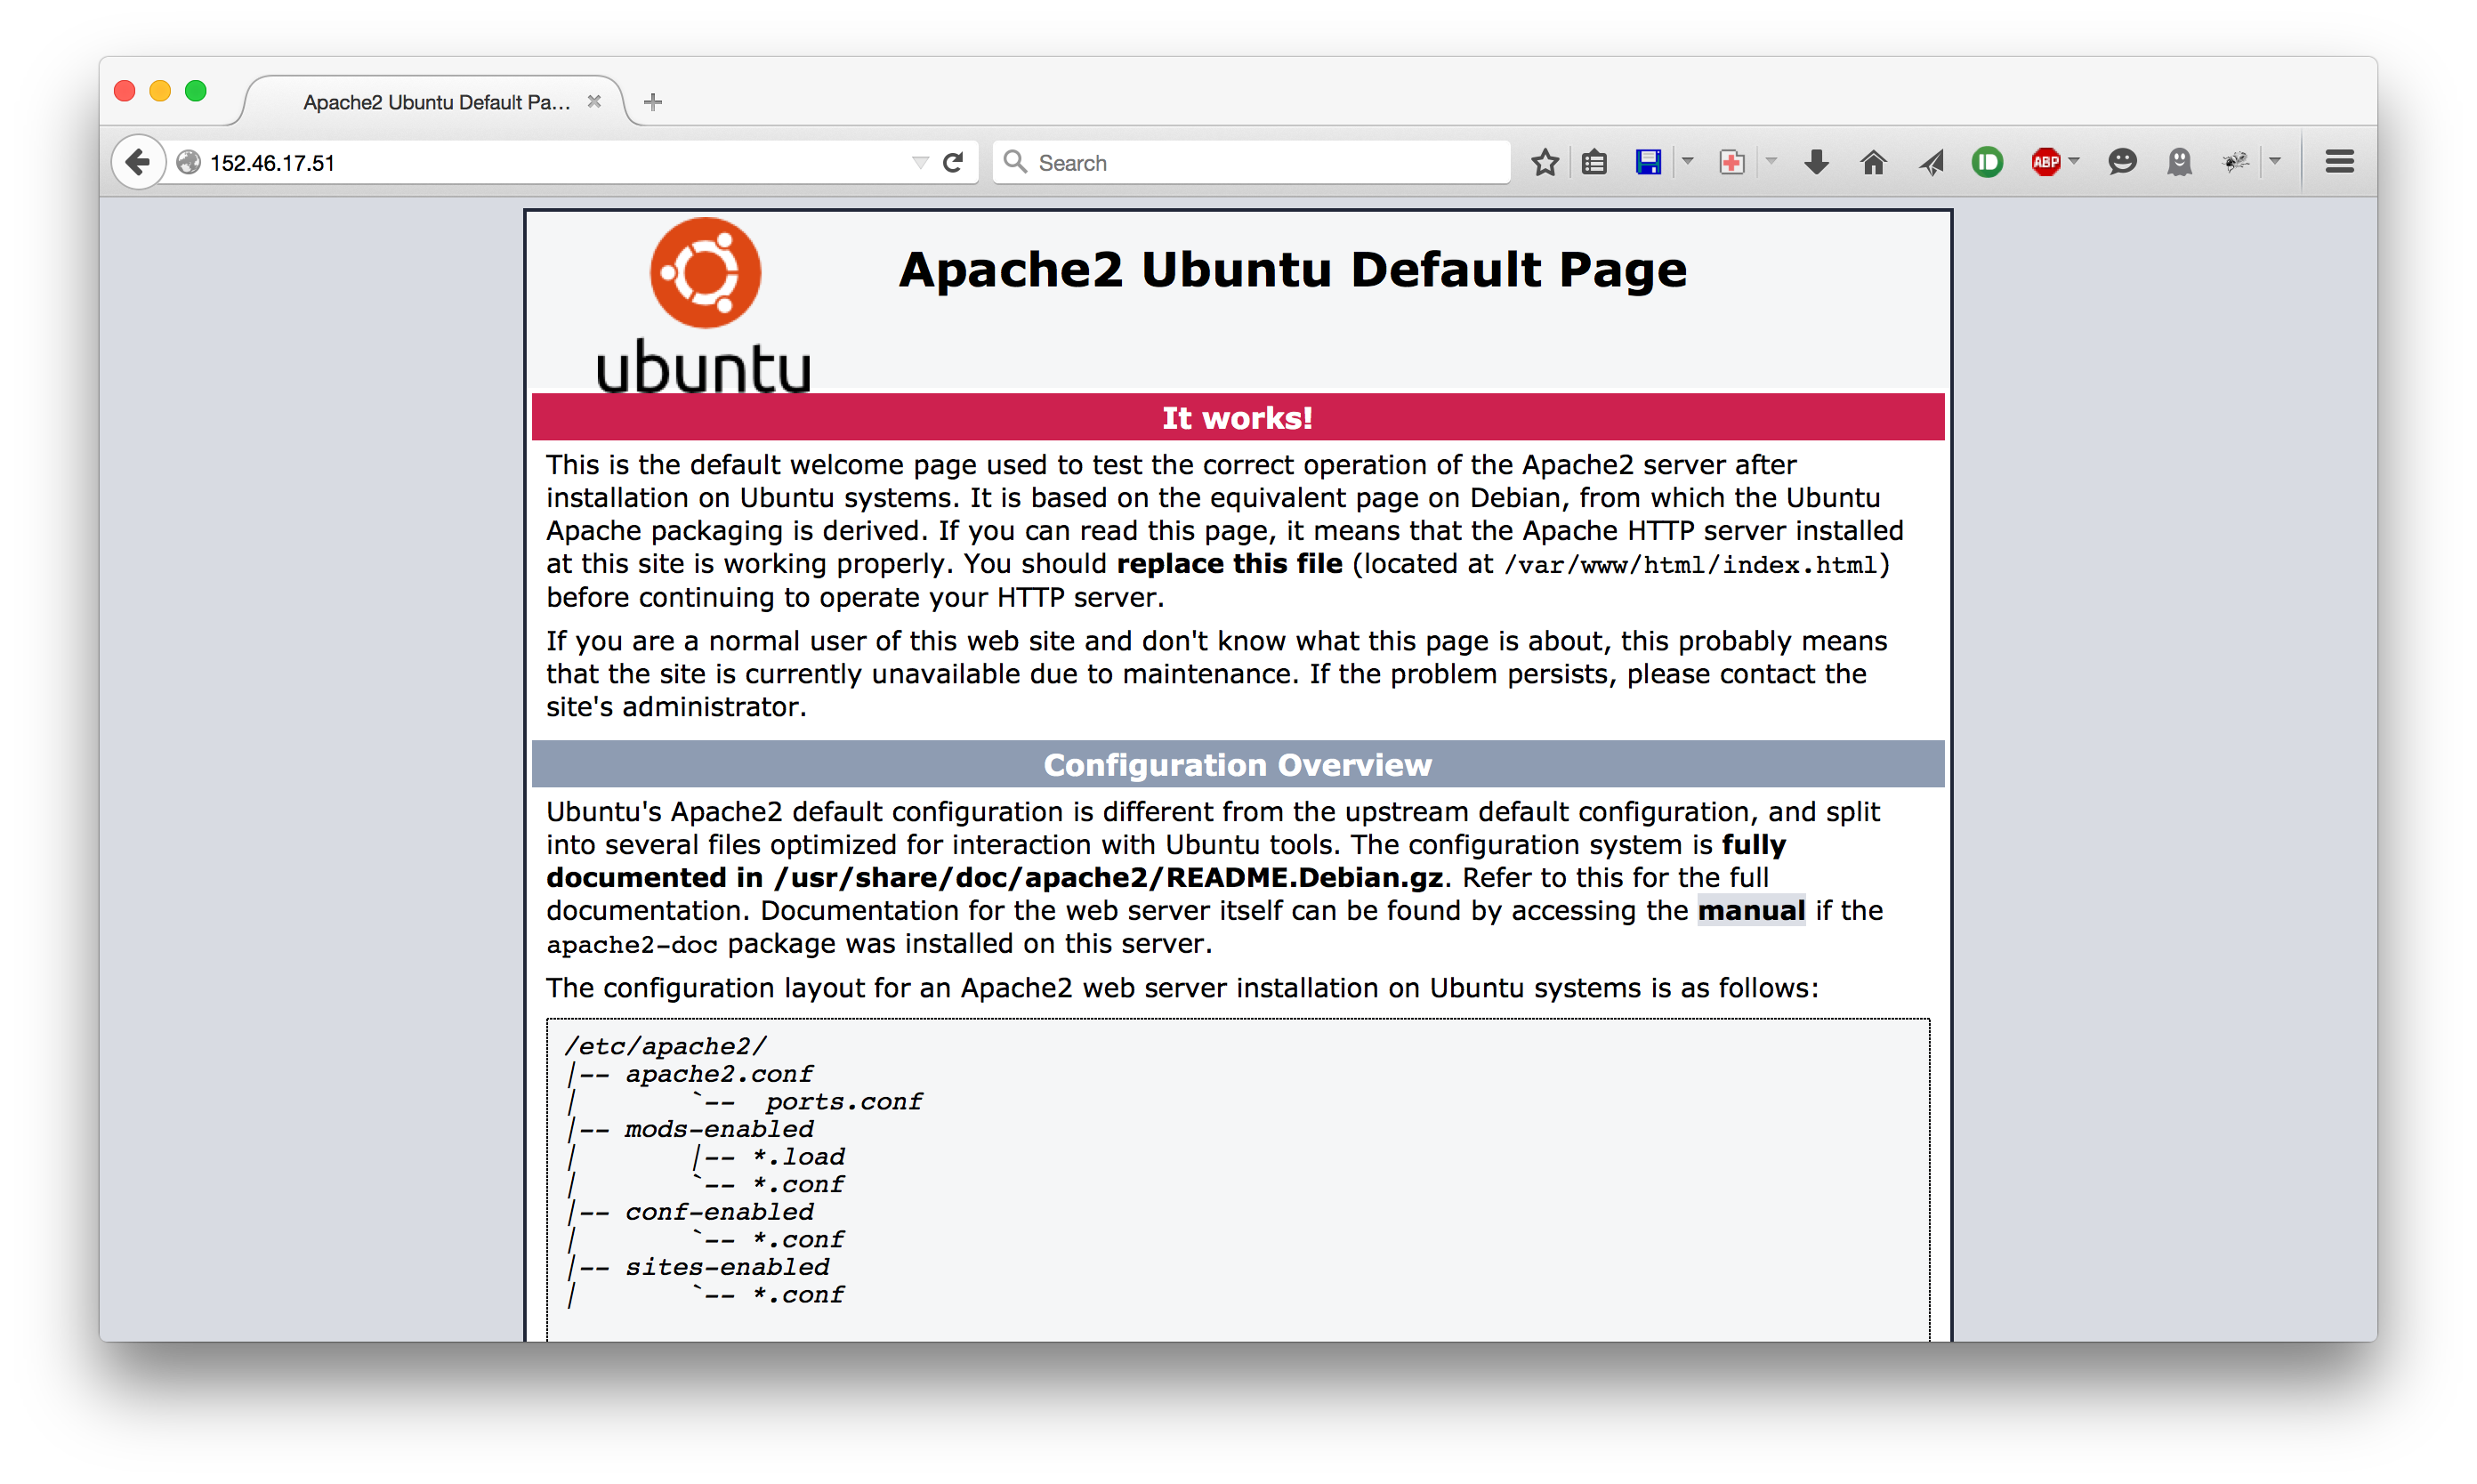 Apache2 Ubuntu Default Pa...
152.46.17.51
Search
ABP
ubuntu
Apache2 Ubuntu Default Page
It works!
This is the default welcome page used to test the correct operation of the Apache2 server after
installation on Ubuntu systems. It is based on the equivalent page on Debian, from which the Ubuntu
Apache packaging is derived. If you can read this page, it means that the Apache HTTP server installed
at this site is working properly. You should replace this file (located at /var/www/html/index.html)
before continuing to operate your HTTP server.
If you are a normal user of this web site and don't know what this page is about, this probably means
that the site is currently unavailable due to maintenance. If the problem persists, please contact the
site's administrator.
Configuration Overview
Ubuntu's Apache2 default configuration is different from the upstream default configuration, and split
into several files optimized for interaction with Ubuntu tools. The configuration system is fully
documented in /usr/share/doc/apache2/README.Debian.gz. Refer to this for the full
documentation. Documentation for the web server itself can be found by accessing the manual if the
apache2-doc package was installed on this server.
The configuration layout for an Apache2 web server installation on Ubuntu systems is as follows:
/etc/apache2/
|-- apache2.conf
|       `--  ports.conf
|-- mods-enabled
|       |-- *.load
|       `-- *.conf
|-- conf-enabled
|       `-- *.conf
|-- sites-enabled
|       `-- *.conf